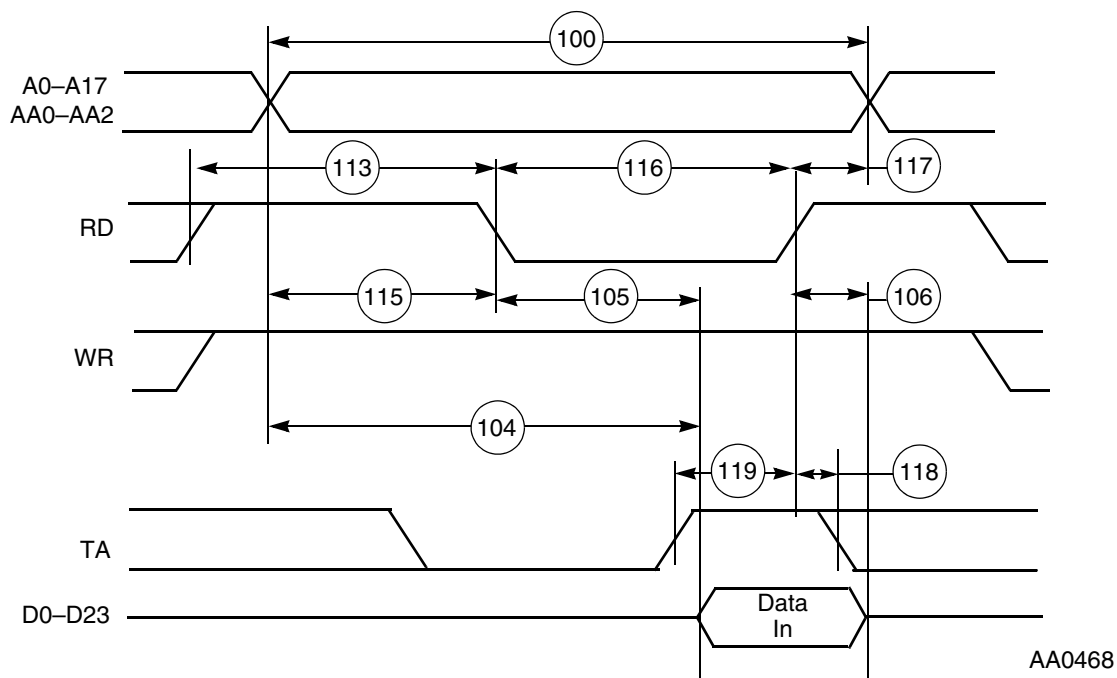 100
A0–A17
AA0–AA2
113
116
117
RD
115
105
106
WR
104
119
118
TA
D0–D23
Data
In
AA0468